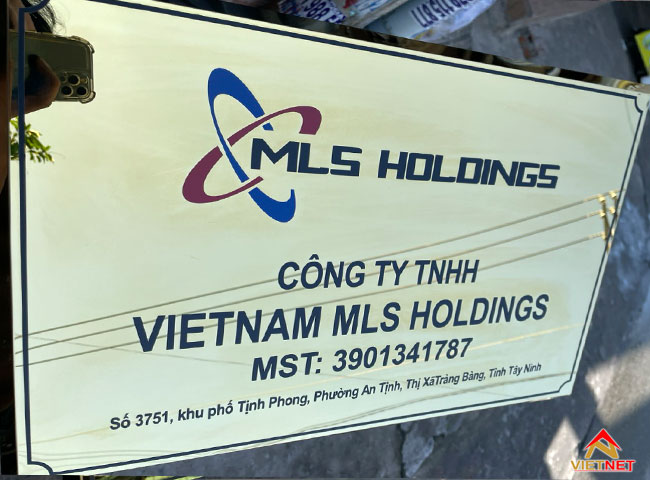 MLS HOLDINGS
CÔNG TY TNHH
VIETNAM MLS HOLDINGS
MST: 3901341787
Số 3751, khu phố Tịnh Phong, Phường An Tịnh, Thị XãTrảng Bàng, Tỉnh Tây Ninh
VIETNET